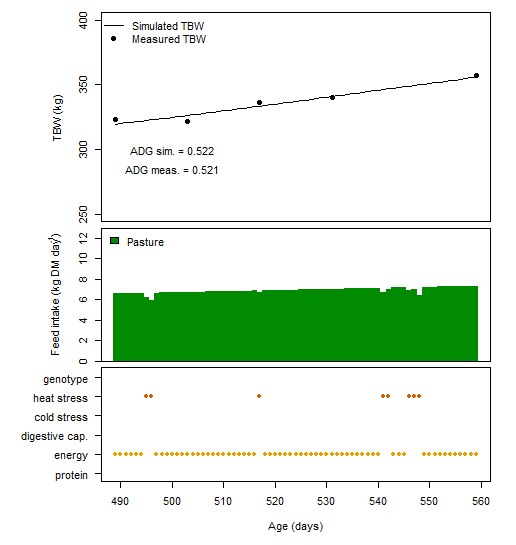 400
Simulated TBW
Measured TBW
350
TBW (kg)
300
ADG sim. = 0.522
ADG meas. = 0.521
250
12
Pasture
10
8
Feed intake (kg DM day
6
4
2
0
genotype
heat stress
cold stress
digestive cap.
energy
protein
490 500 510 520 530 540 550 560
Age (days)